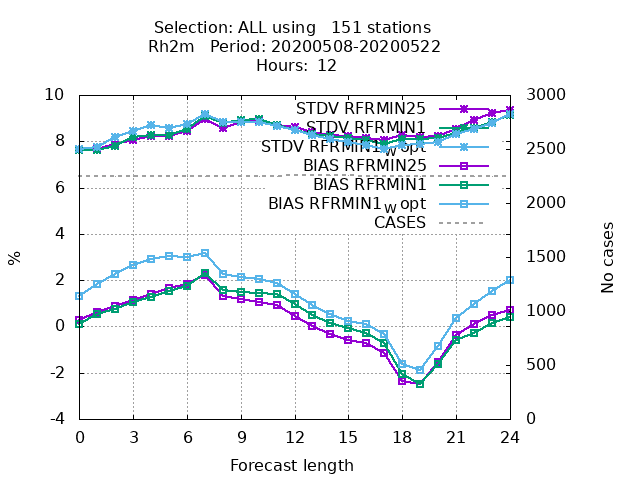 Selection: ALL using 151 stations
Rh2m Period: 20200508-20200522
Hours: 12
10
8
6
4
2
0
-2
-4
%
STDV RFRMIN25
STDV RFRMIN1
STDV RFRMIN1_W opt
BIAS RFRMIN25
BIAS RFRMIN1
BIAS RFRMIN1_W opt
CASES
3000
2500
2000
1500
1000
500
0
No cases
0 3 6 9 12 15 18 21 24
Forecast length